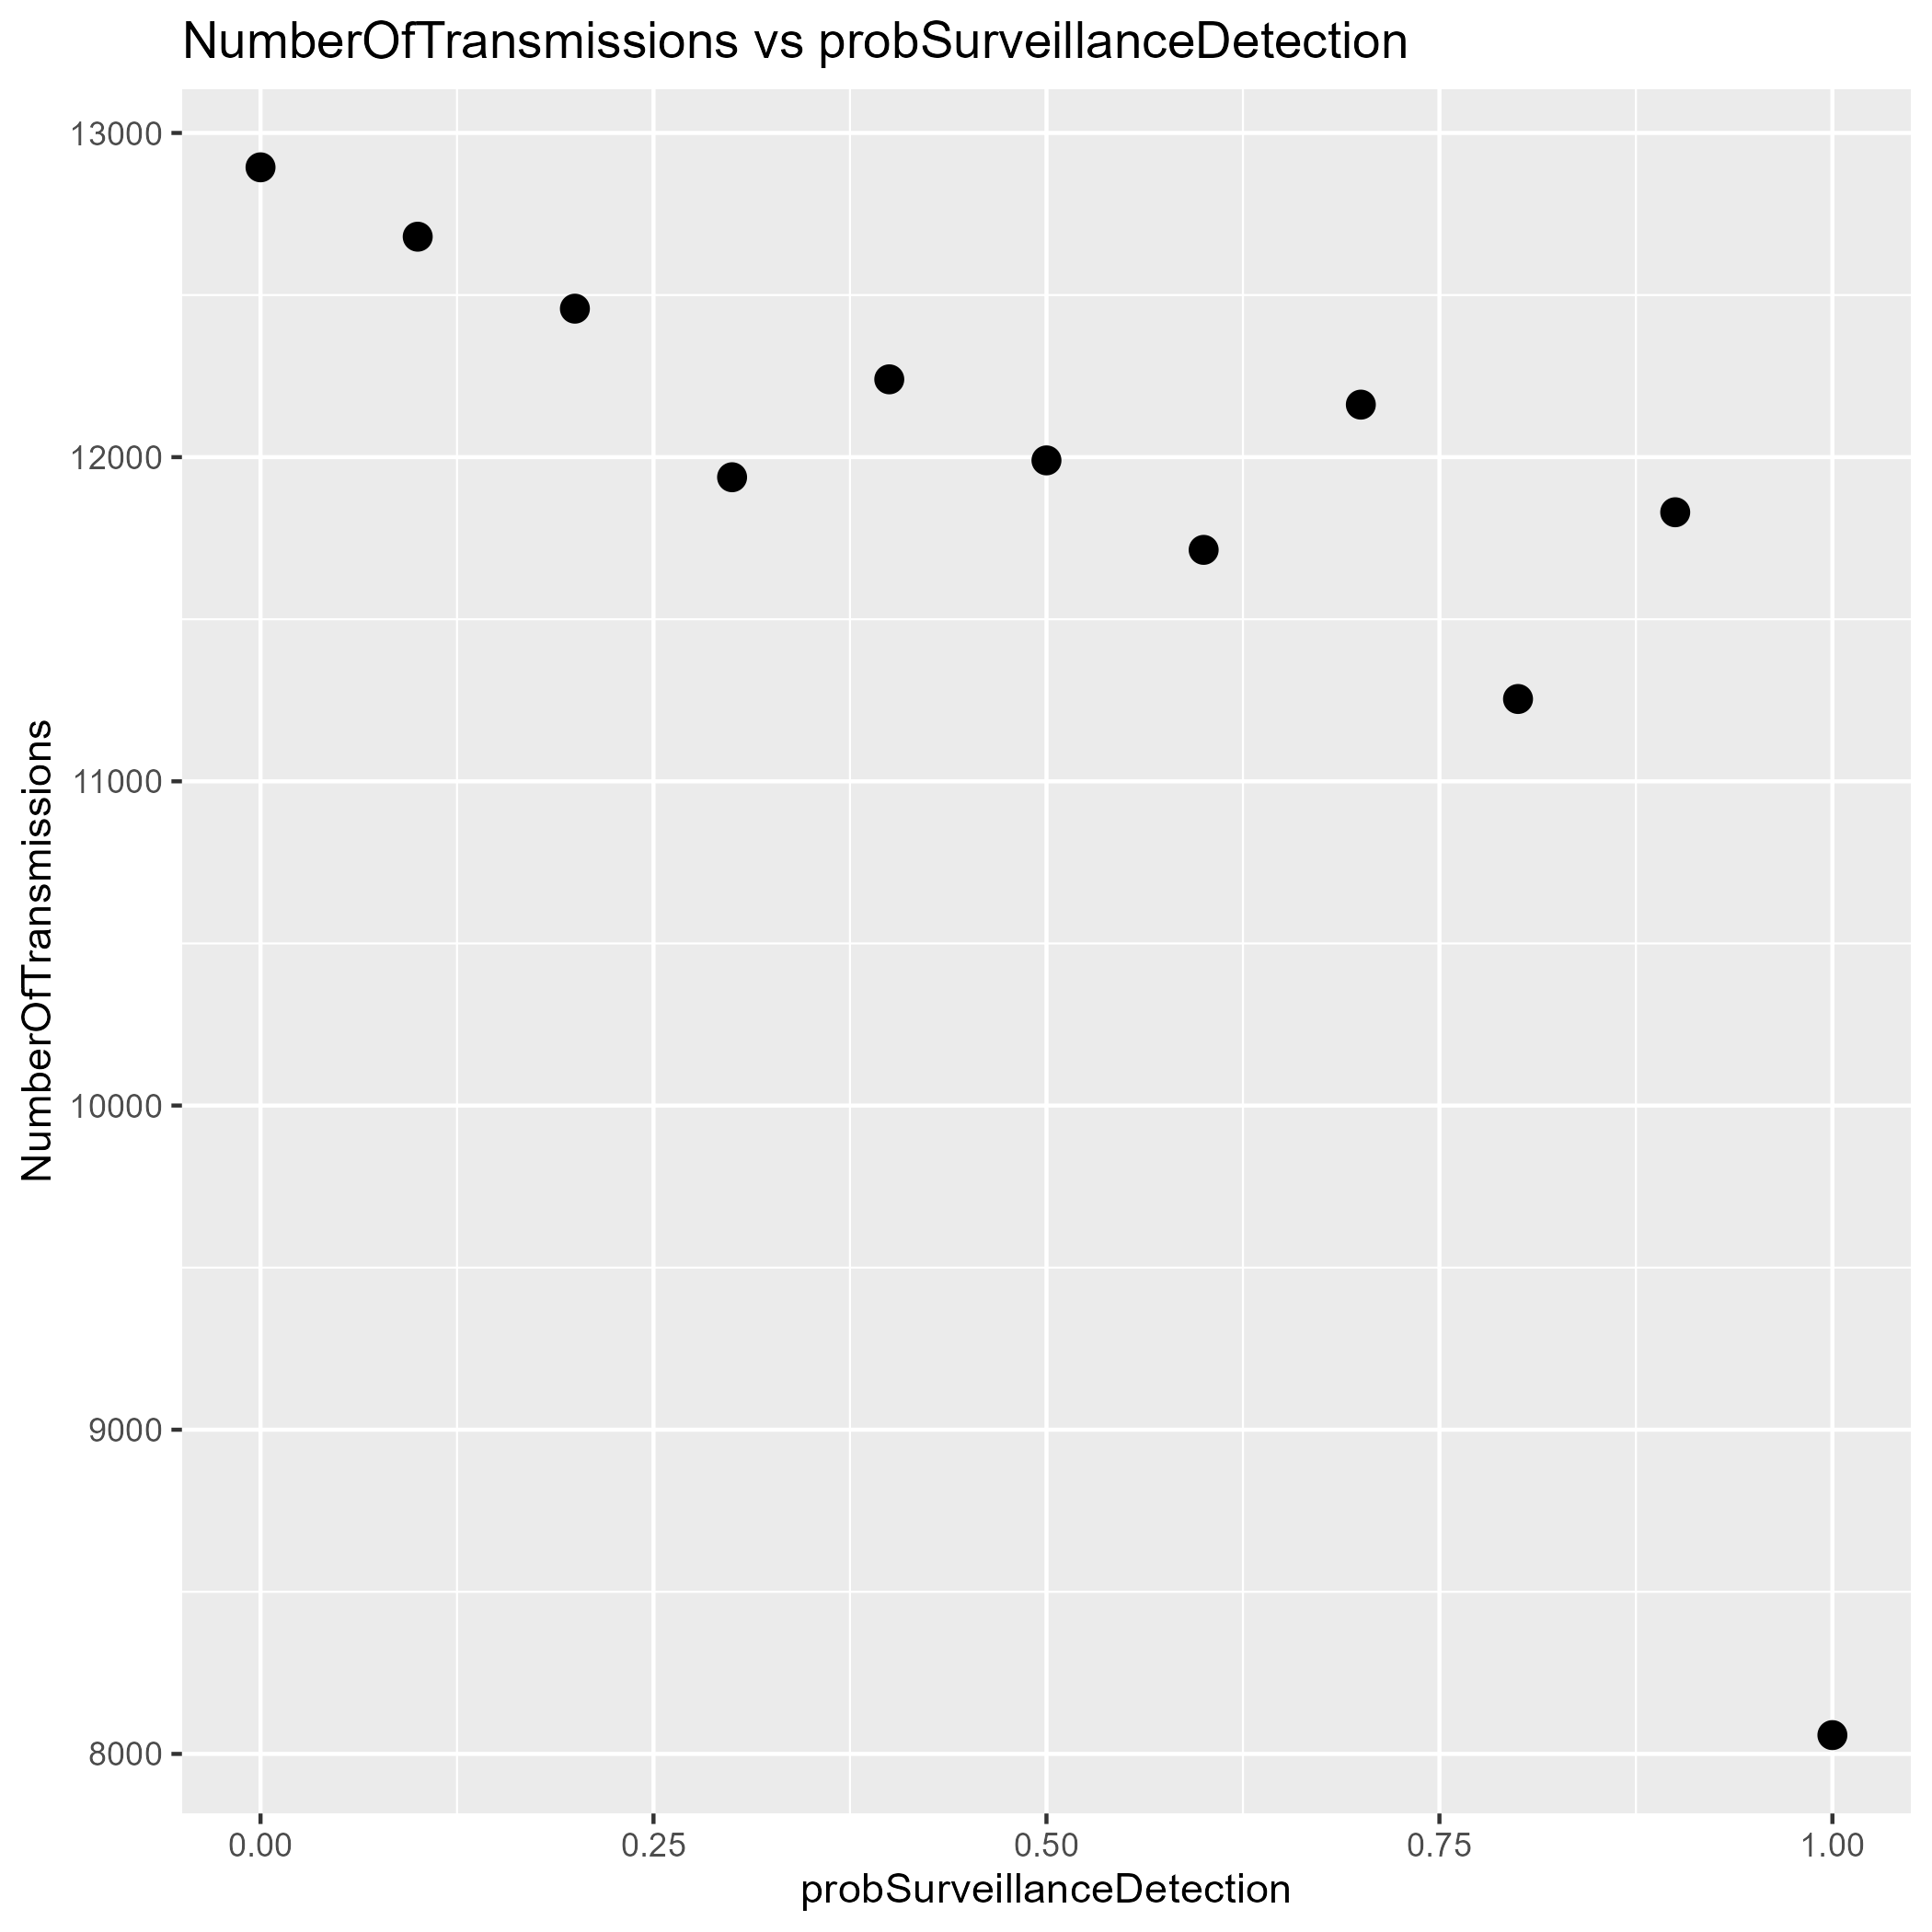 NumberOfTransmissions vs probSurveillanceDetection
NumberOfTransmissions
13000
12000
11000
10000
9000
8000
0.00 0.25 0.50 0.75 1.00
probSurveillanceDetection